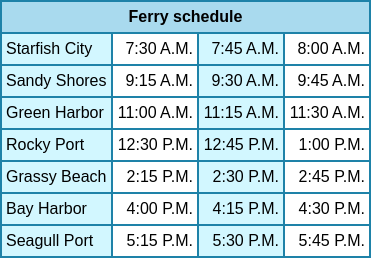 Ferry schedule
Starfish City 7:30 A.M. 7:45 A.M. 8:00 A.M.
Sandy Shores 9:15 A.M. 9:30 A.M. 9:45 A.M.
Green Harbor 11:00 A.M. 11:15 A.M. 11:30 A.M.
Rocky Port 12:30 P.M. 12:45 P.M. 1:00 P.M.
Grassy Beach 2:15 P.M. 2:30 P.M. 2:45 P.M.
Bay Harbor 4:00 P.M. 4:15 P.M. 4:30 P.M.
Seagull Port 5:15 P.M. 5:30 P.M. 5:45 P.M.